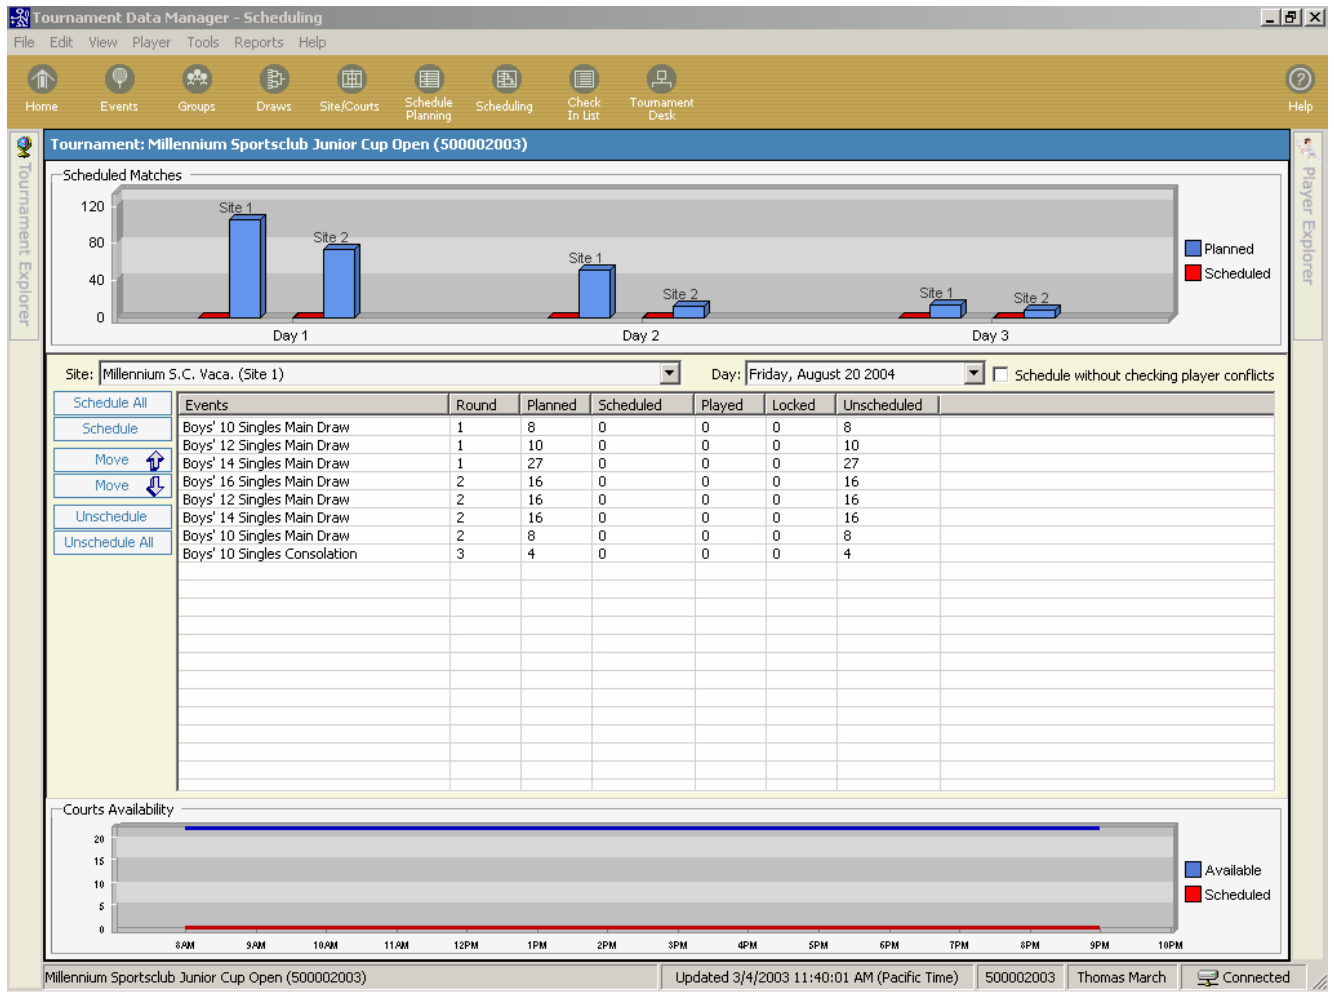 Tournament Data Manager - Scheduling
File Edit View Player Tools Reports Help
Home Events Groups Draws Site/Courts Schedule Planning Scheduling Check In List Tournament Desk Help
Tournament Explorer
Player Explorer
Tournament: Millennium Sportsclub Junior Cup Open (500002003)
Scheduled Matches
120
80
40
0
Site 1
Site 2
Site 1
Site 2
Site 1
Site 2
Day 1 Day 2 Day 3
Planned
Scheduled
Site: Millennium S.C. Vaca. (Site 1) Day: Friday, August 20 2004 Schedule without checking player conflicts
Schedule All
Schedule
Move
Move
Unschedule
Unschedule All
Events Round Planned Scheduled Played Locked Unscheduled
Boys' 10 Singles Main Draw 1 8 0 0 0 8
Boys' 12 Singles Main Draw 1 10 0 0 0 10
Boys' 14 Singles Main Draw 1 27 0 0 0 27
Boys' 16 Singles Main Draw 2 16 0 0 0 16
Boys' 12 Singles Main Draw 2 16 0 0 0 16
Boys' 14 Singles Main Draw 2 16 0 0 0 16
Boys' 10 Singles Main Draw 2 8 0 0 0 8
Boys' 10 Singles Consolation 3 4 0 0 0 4
Courts Availability
20
15
10
5
0
8AM 9AM 10AM 11AM 12PM 1PM 2PM 3PM 4PM 5PM 6PM 7PM 8PM 9PM 10PM
Available
Scheduled
Millennium Sportsclub Junior Cup Open (500002003) Updated 3/4/2003 11:40:01 AM (Pacific Time) 500002003 Thomas March Connected